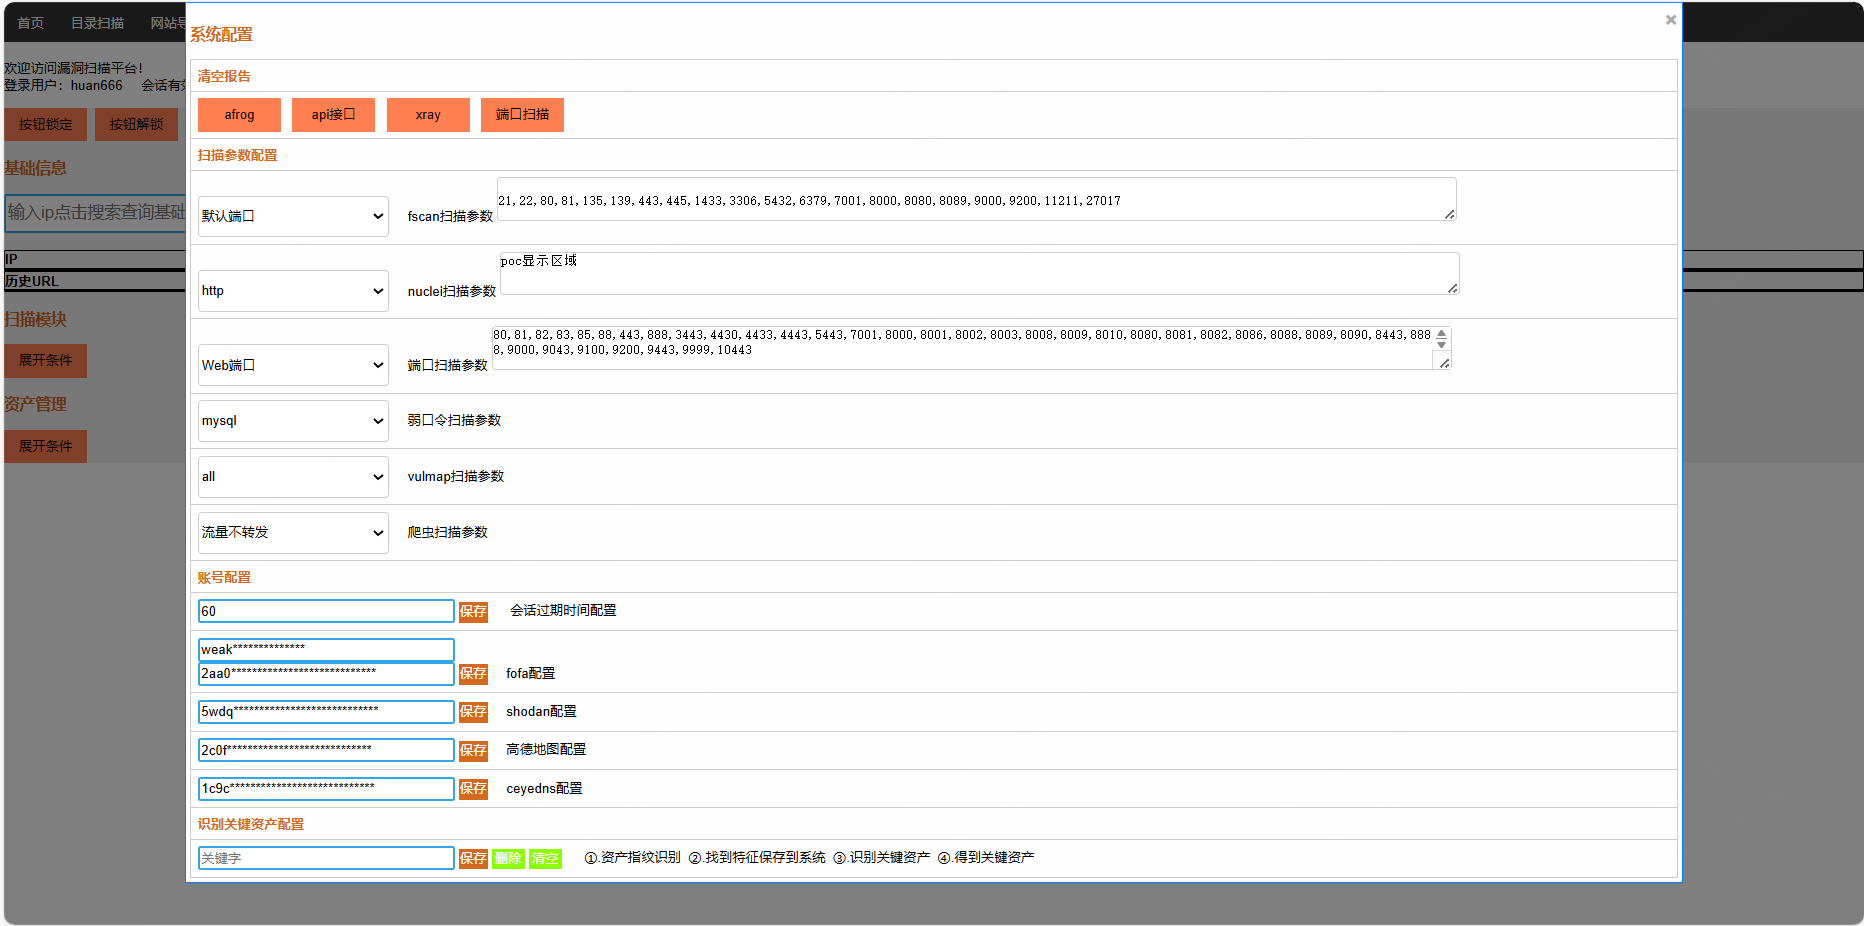 首页 目录扫描 网站导
欢迎访问漏洞扫描平台!
登录用户: huan666 会话有效
按钮锁定 按钮解锁
基础信息
输入ip点击搜索查询基础
IP
历史URL
扫描模块
展开条件
资产管理
展开条件
×
系统配置
清空报告
afrog api接口 xray 端口扫描
扫描参数配置
默认端口 fscan扫描参数 21,22,80,81,135,139,443,445,1433,3306,5432,6379,7001,8000,8080,8089,9000,9200,11211,27017
http nuclei扫描参数 poc显示区域
Web端口 端口扫描参数 80,81,82,83,85,88,443,888,3443,4430,4433,4443,5443,7001,8000,8001,8002,8003,8008,8009,8010,8080,8081,8082,8086,8088,8089,8090,8443,888
8,9000,9043,9100,9200,9443,9999,10443
mysql 弱口令扫描参数
all vulmap扫描参数
流量不转发 爬虫扫描参数
账号配置
60 保存 会话过期时间配置
weak**************
2aa0**************************** 保存 fofa配置
5wdq**************************** 保存 shodan配置
2c0f**************************** 保存 高德地图配置
1c9c**************************** 保存 ceyedns配置
识别关键资产配置
关键字 保存 删除 清空 ①.资产指纹识别 ②.找到特征保存到系统 ③.识别关键资产 ④.得到关键资产